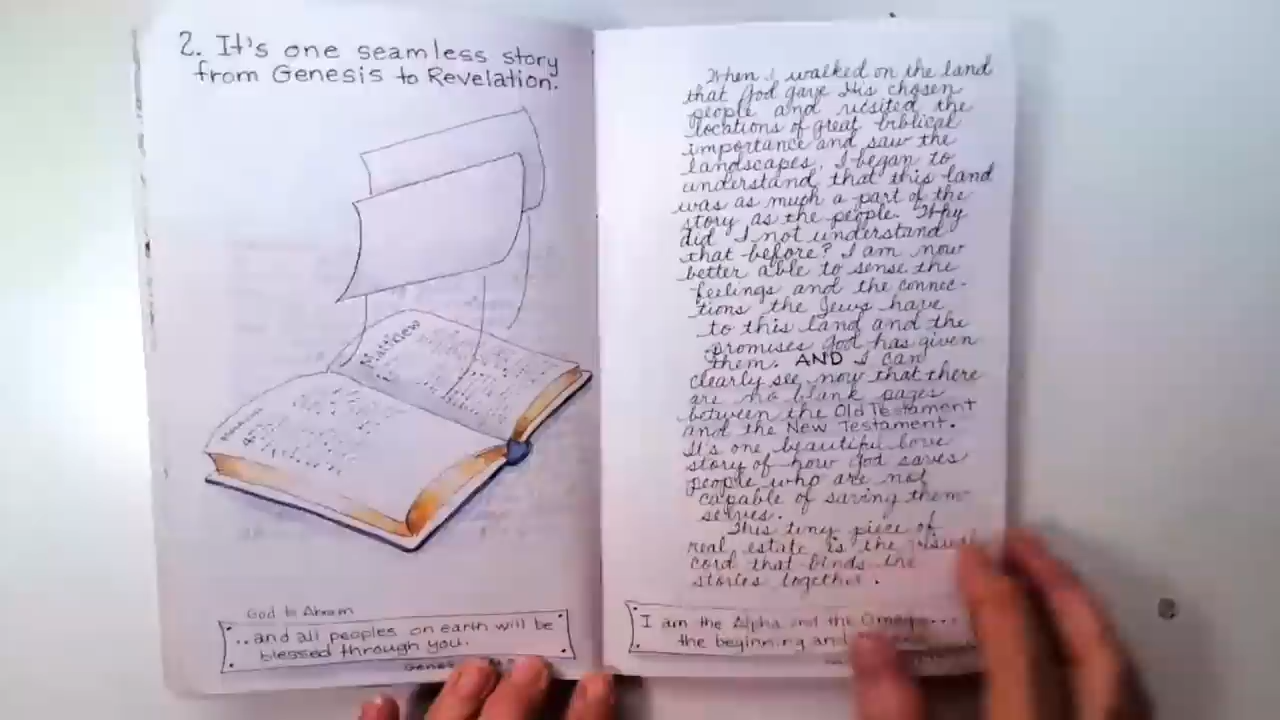 2. It's one seamless story
from Genesis to Revelation.
Matthew
God to Abram
...and all peoples on earth will be
blessed through you.
Genes
When I walked on the land
that God gave His chosen
people and visited the
locations of great biblical
importance and saw the
landscapes, I began to
understand that this land
was as much a part of the
story as the people. Why
did I not understand
that before? I am now
better able to sense the
feelings and the connec-
tions the Jews have
to this land and the
promises God has given
them. AND I can
clearly see now that there
are no blank pages
between the Old Testament
and the New Testament.
It's one beautiful love
story of how God saves
people who are not
capable of saving them-
selves.
This tiny piece of
real estate is the visual
cord that binds the
stories together.
I am the Alpha and the Omega...
the beginning and